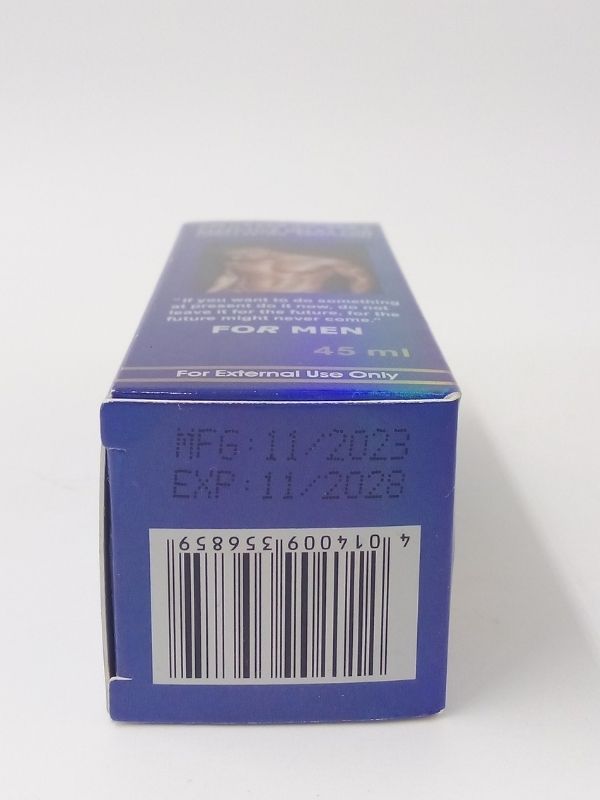 "If you want to do something
at present do it now, do not
leave it for the future, for the
future might never come."
FOR MEN
45 ml
For External Use Only
MFG:11/2023
EXP:11/2028
4 014009 356859